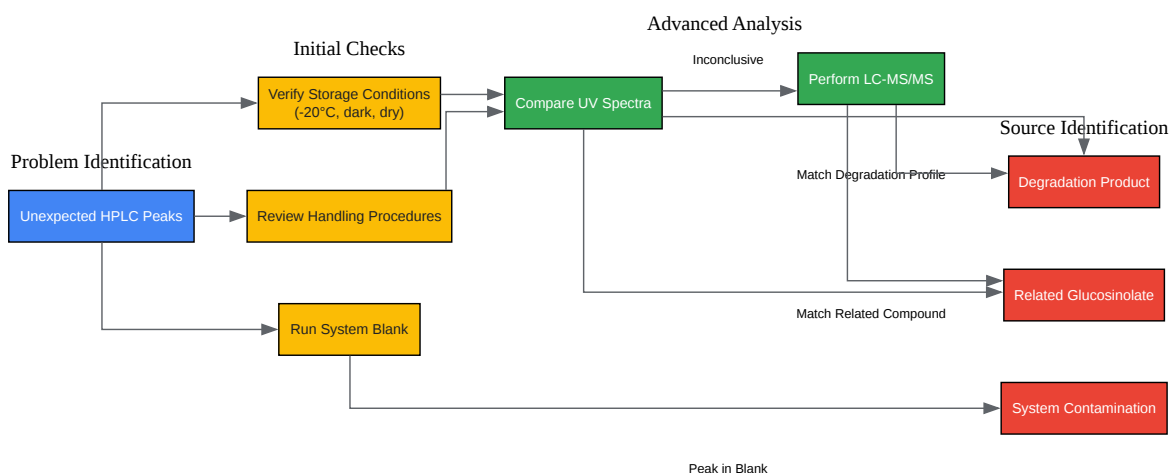 Advanced Analysis
Initial Checks
Inconclusive
Verify Storage Conditions
(-20°C, dark, dry)
Compare UV Spectra
Perform LC-MS/MS
Source Identification
Problem Identification
Match Degradation Profile
Degradation Product
Unexpected HPLC Peaks
Review Handling Procedures
Related Glucosinolate
Match Related Compound
Run System Blank
System Contamination
Peak in Blank